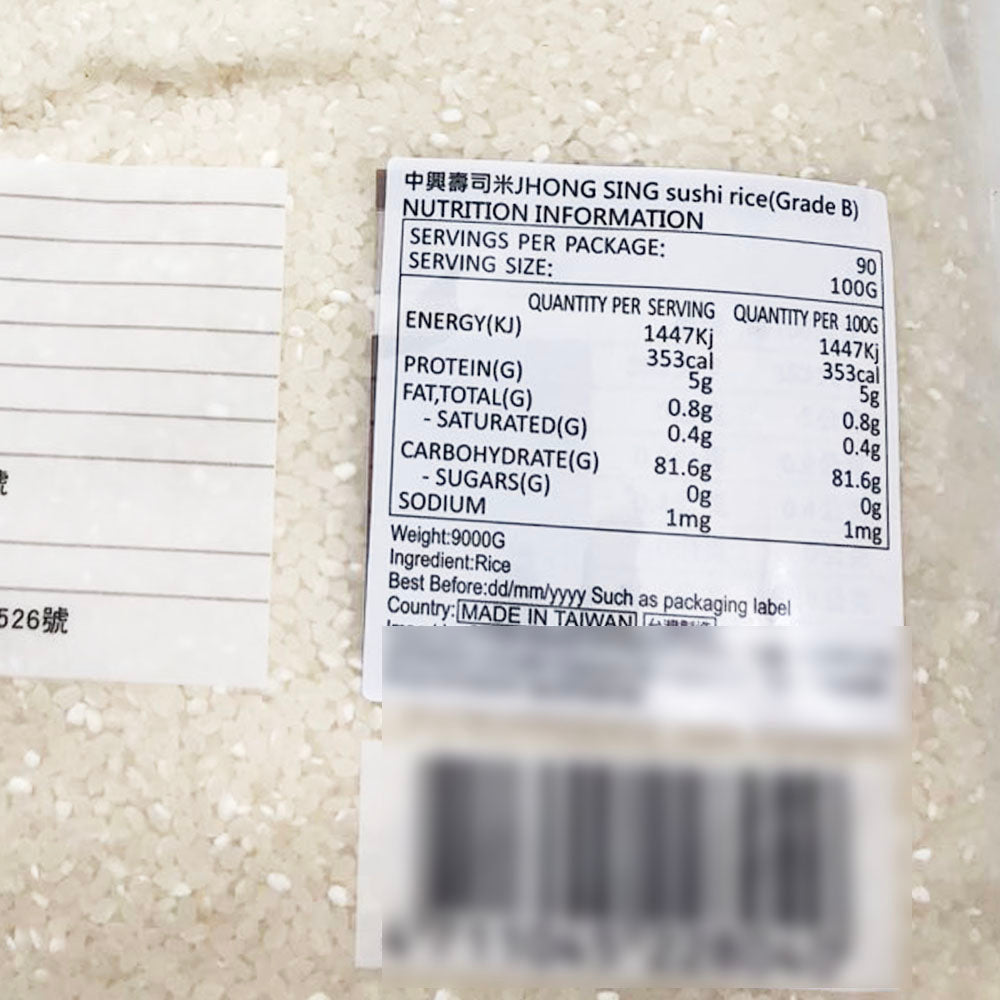 526號
中興壽司米JHONG SING sushi rice(Grade B)
NUTRITION INFORMATION
SERVINGS PER PACKAGE: 90
SERVING SIZE: 100G
QUANTITY PER SERVING QUANTITY PER 100G
ENERGY(KJ) 1447Kj 1447Kj
353cal 353cal
PROTEIN(G) 5g 5g
FAT,TOTAL(G) 0.8g 0.8g
- SATURATED(G) 0.4g 0.4g
CARBOHYDRATE(G) 81.6g 81.6g
- SUGARS(G) 0g 0g
SODIUM 1mg 1mg
Weight:9000G
Ingredient:Rice
Best Before:dd/mm/yyyy Such as packaging label
Country:MADE IN TAIWAN